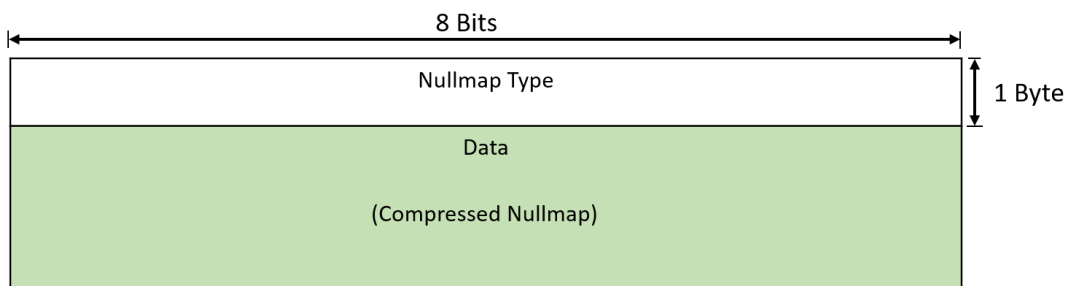 8 Bits
Nullmap Type
1 Byte
Data
(Compressed Nullmap)